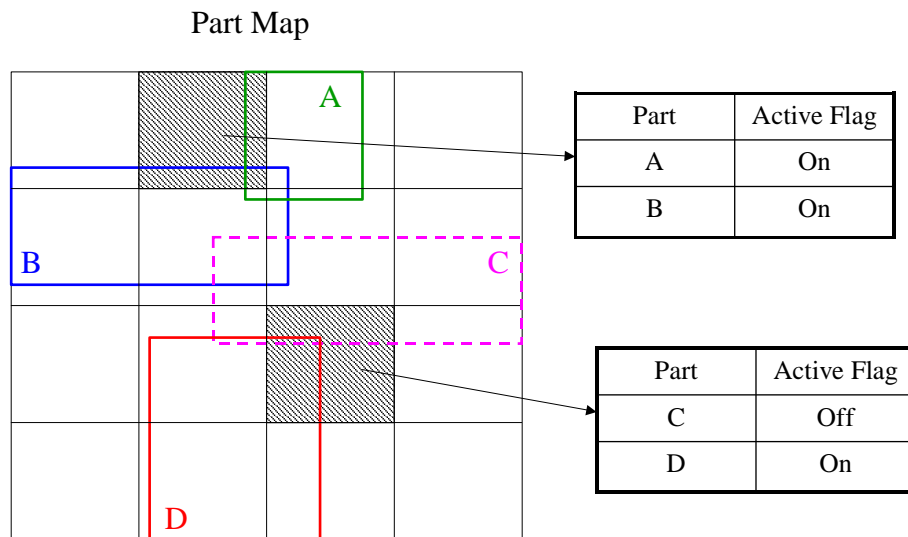 Part Map
A
B
C
D
Part Active Flag
A On
B On
Part Active Flag
C Off
D On